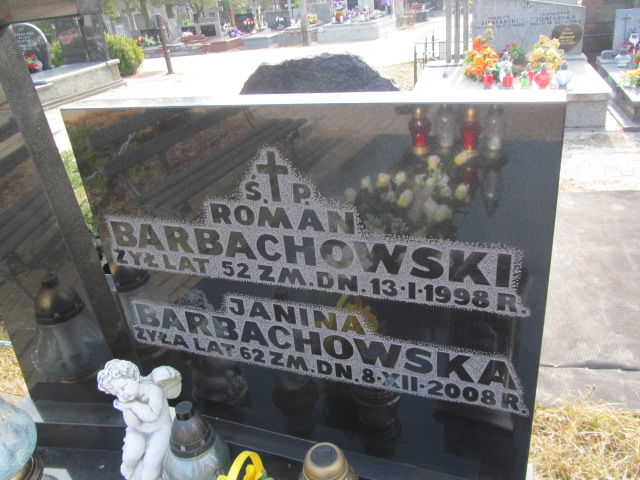 Ś. P.
ROMAN
BARBACHOWSKI
ŻYŁ LAT 52 ZM. DN. 13·I·1998 R.
JANINA
BARBACHOWSKA
ŻYŁA LAT 62 ZM. DN. 8·XII·2008 R.